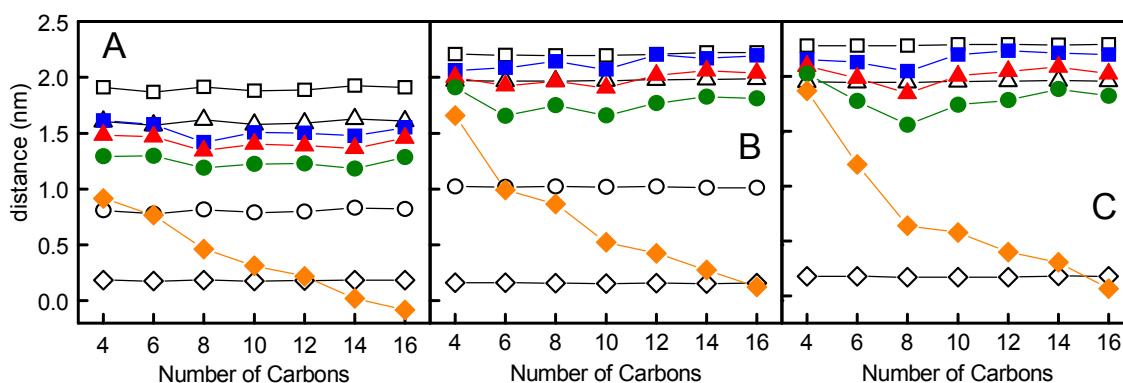 2.5
2.0
1.5
1.0
0.5
0.0
distance (nm)
A
B
C
4 6 8 10 12 14 16
4 6 8 10 12 14 16
4 6 8 10 12 14 16
Number of Carbons
Number of Carbons
Number of Carbons